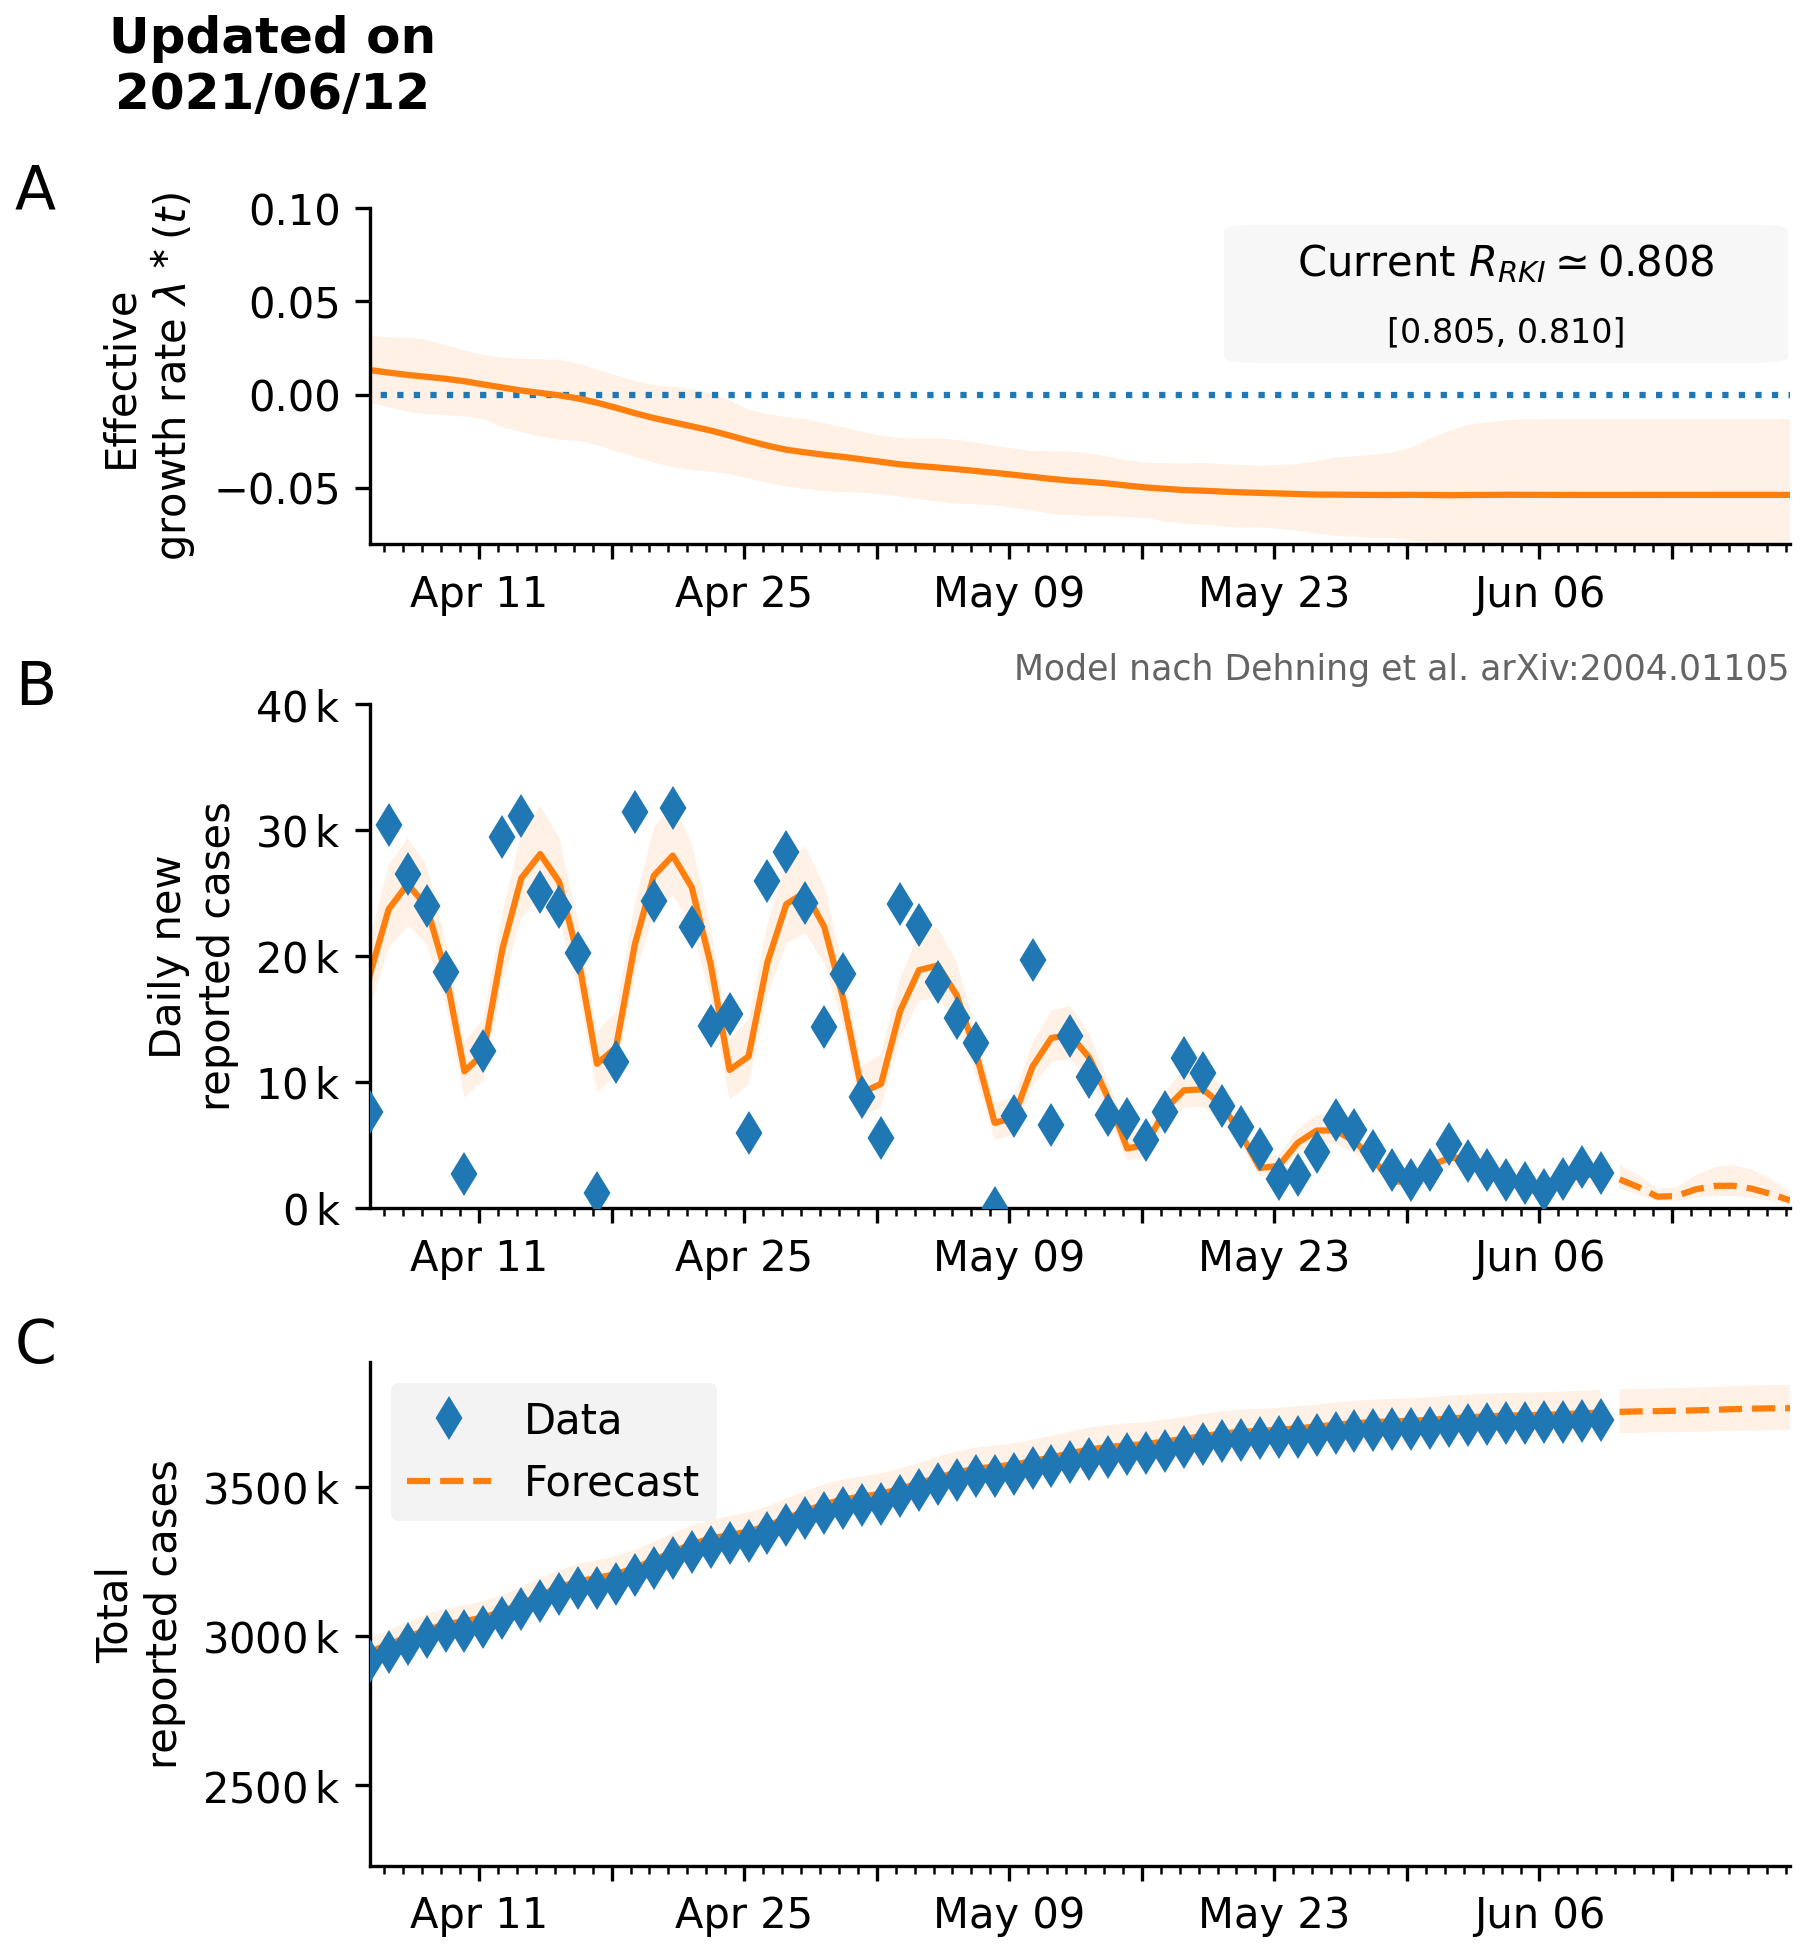 Updated on
2021/06/12
A
Effective
growth rate λ * (t)
0.10
0.05
0.00
−0.05
Current R_RKI ≃ 0.808
[0.805, 0.810]
Apr 11 Apr 25 May 09 May 23 Jun 06
Model nach Dehning et al. arXiv:2004.01105
B
Daily new
reported cases
40 k
30 k
20 k
10 k
0 k
Apr 11 Apr 25 May 09 May 23 Jun 06
C
Total
reported cases
Data
Forecast
3500 k
3000 k
2500 k
Apr 11 Apr 25 May 09 May 23 Jun 06